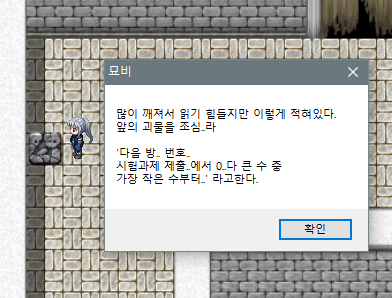 묘비
많이 깨져서 읽기 힘들지만 이렇게 적혀있다.
앞의 괴물을 조심..라
'다음 방.. 번호..
시험과제 제출..에서 0..다 큰 수 중
가장 작은 수부터..' 라고한다.
확인